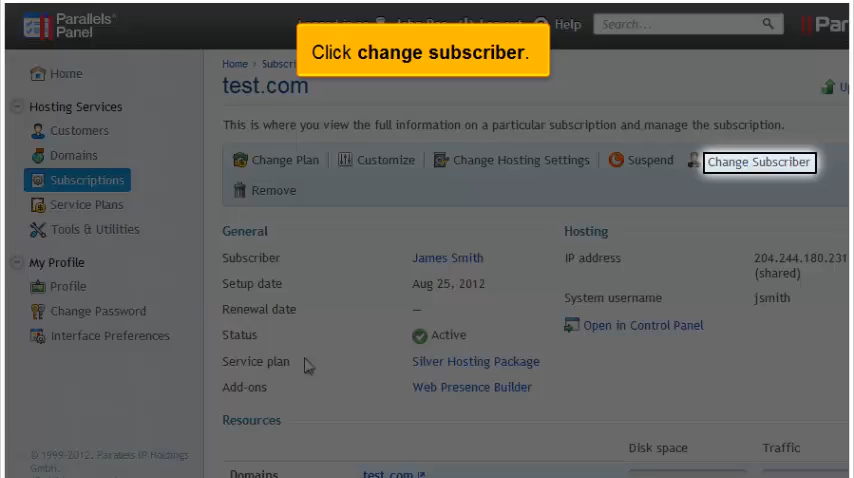 Parallels
Panel
Help
Search...
Click change subscriber.
Home
Hosting Services
Customers
Domains
Subscriptions
Service Plans
Tools & Utilities
My Profile
Profile
Change Password
Interface Preferences
© 1999-2012. Parallels IP Holdings
GmbH.
Home
test.com
This is where you view the full information on a particular subscription and manage the subscription.
Change Plan Customize Change Hosting Settings Suspend Change Subscriber
Remove
General Hosting
Subscriber James Smith IP address 204.244.180.231
(shared)
Setup date Aug 25, 2012
System username jsmith
Renewal date —
Open in Control Panel
Status Active
Service plan Silver Hosting Package
Add-ons Web Presence Builder
Resources
Disk space Traffic
Domains test.com